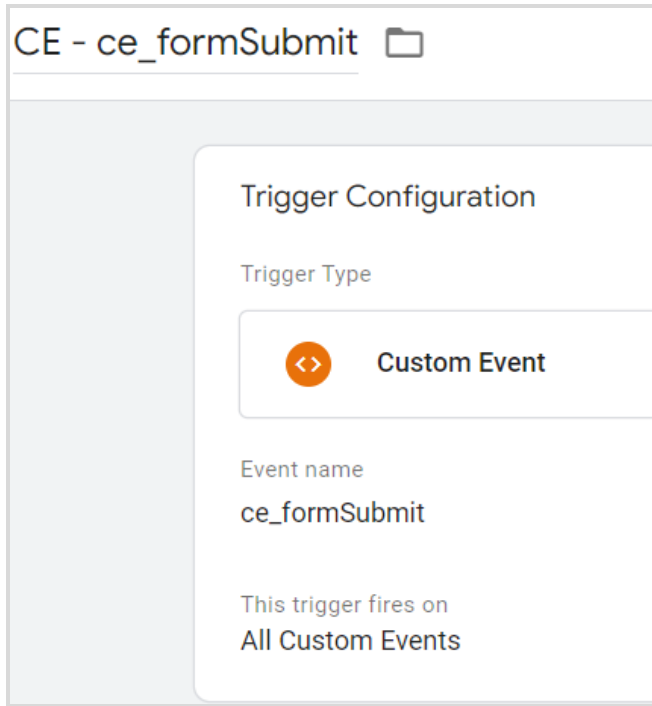 CE - ce_formSubmit
Trigger Configuration
Trigger Type
Custom Event
Event name
ce_formSubmit
This trigger fires on
All Custom Events